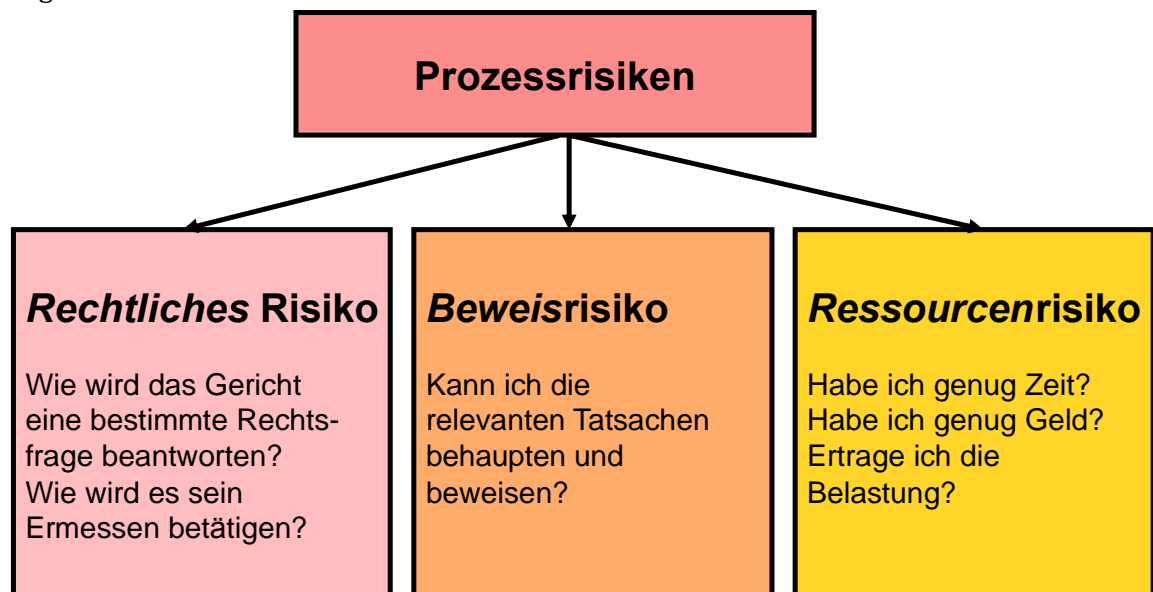 Prozessrisiken
Rechtliches Risiko
Wie wird das Gericht
eine bestimmte Rechts-
frage beantworten?
Wie wird es sein
Ermessen betätigen?
Beweisrisiko
Kann ich die
relevanten Tatsachen
behaupten und
beweisen?
Ressourcenrisiko
Habe ich genug Zeit?
Habe ich genug Geld?
Ertrage ich die
Belastung?